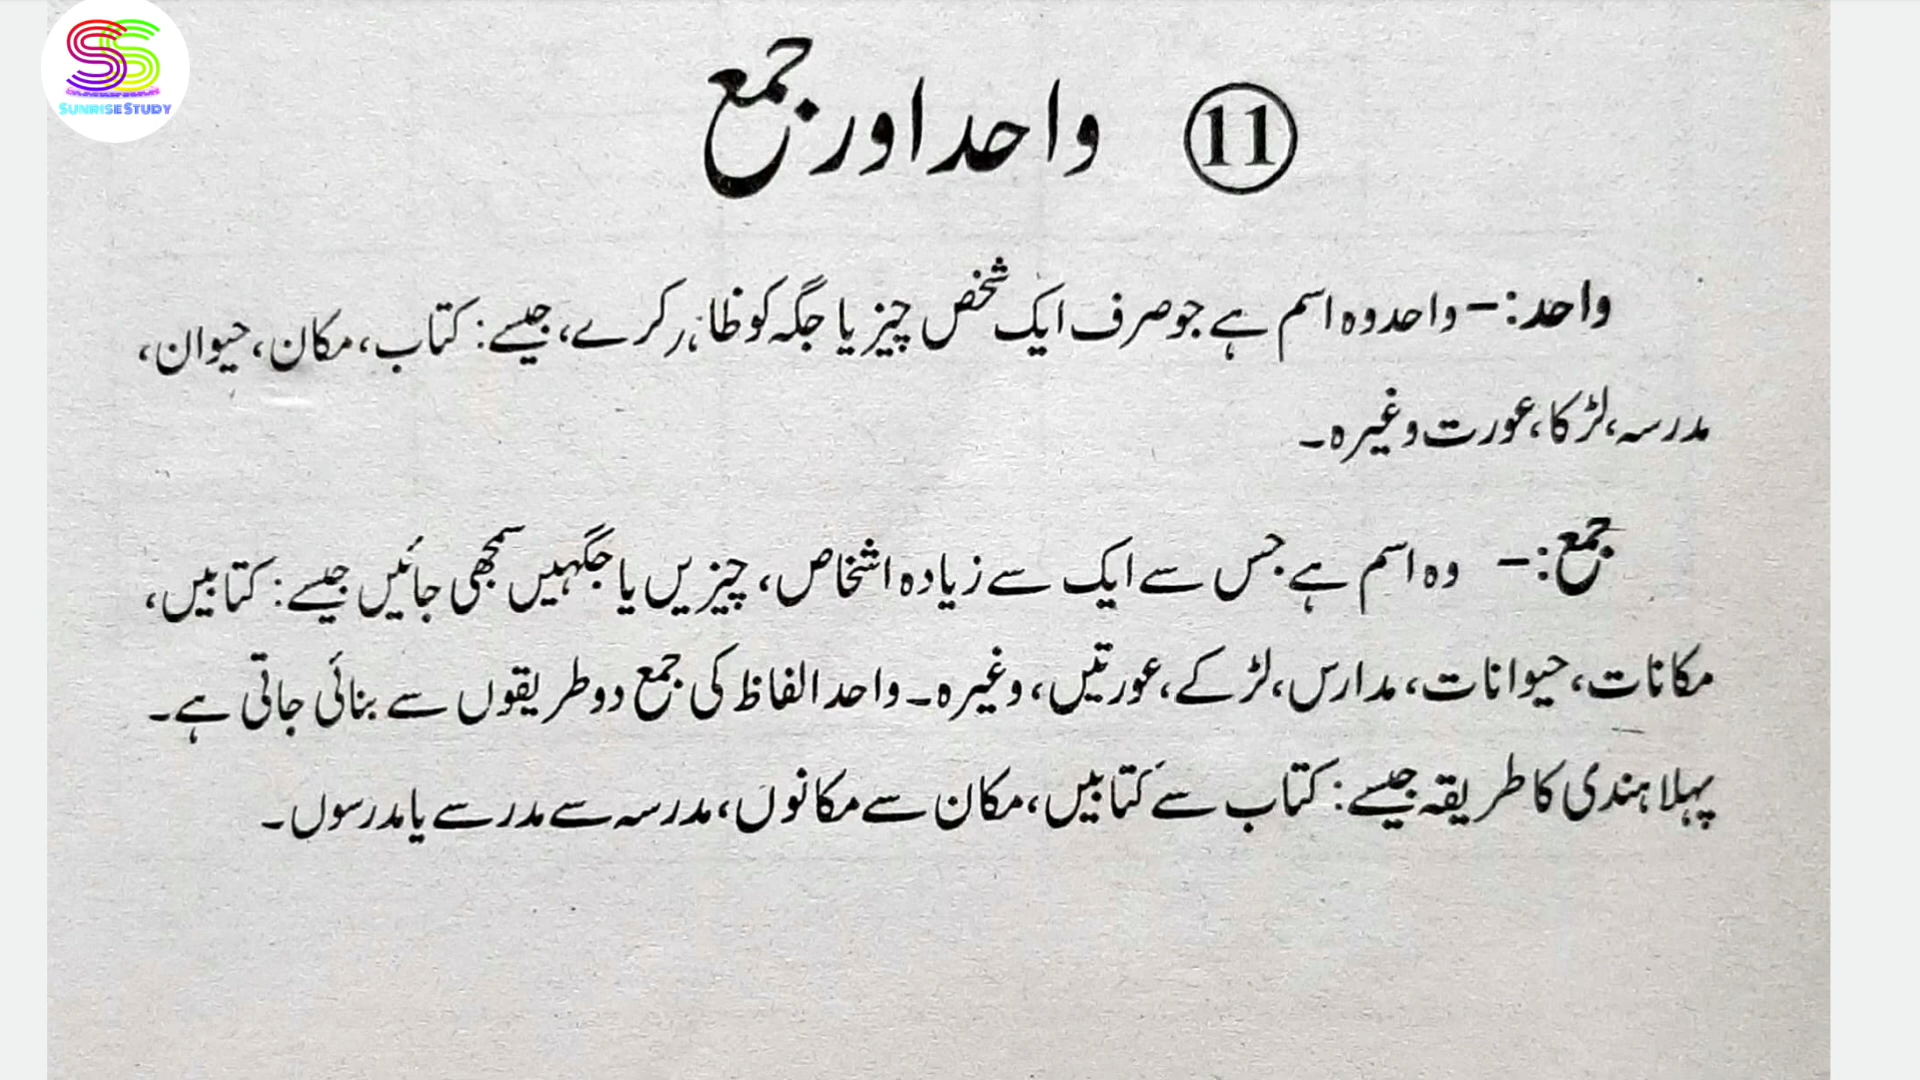 SS
SUNRISE STUDY
11 واحد اور جمع
واحد:- واحد وہ اسم ہے جو صرف ایک شخص چیز یا جگہ کو ظاہر کرے، جیسے: کتاب، مکان، حیوان،
مدرسہ، لڑکا، عورت وغیرہ۔
جمع:- وہ اسم ہے جس سے ایک سے زیادہ اشخاص، چیزیں یا جگہیں سمجھی جائیں جیسے: کتابیں،
مکانات، حیوانات، مدارس، لڑکے، عورتیں، وغیرہ۔ واحد الفاظ کی جمع دو طریقوں سے بنائی جاتی ہے۔
پہلا ہندی کا طریقہ جیسے: کتاب سے کتابیں، مکان سے مکانوں، مدرسہ سے مدرسے یا مدرسوں۔